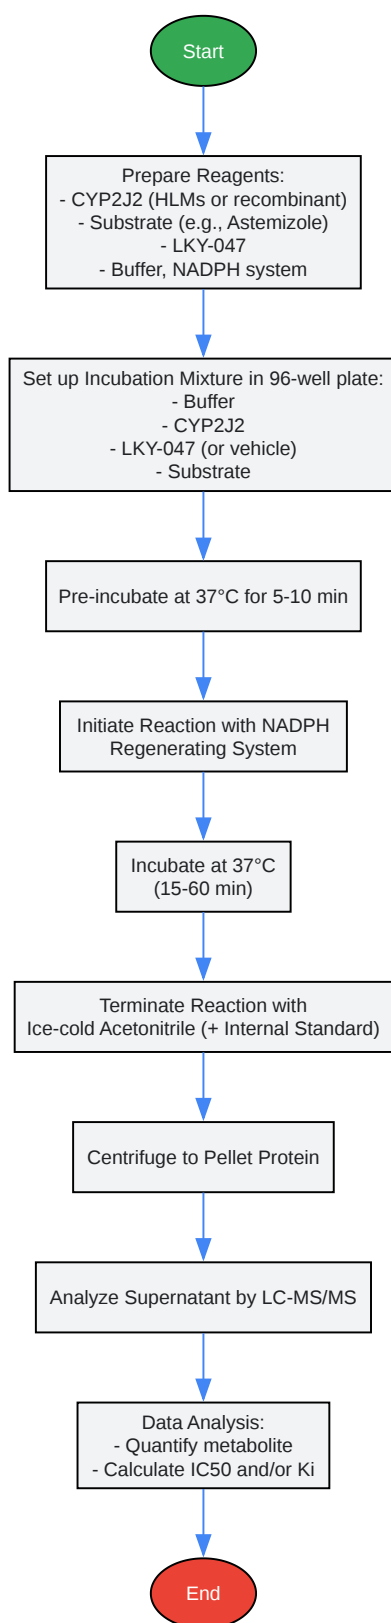 Start
Prepare Reagents:
- CYP2J2 (HLMs or recombinant)
- Substrate (e.g., Astemizole)
- LKY-047
- Buffer, NADPH system
Set up Incubation Mixture in 96-well plate:
- Buffer
- CYP2J2
- LKY-047 (or vehicle)
- Substrate
Pre-incubate at 37°C for 5-10 min
Initiate Reaction with NADPH
Regenerating System
Incubate at 37°C
(15-60 min)
Terminate Reaction with
Ice-cold Acetonitrile (+ Internal Standard)
Centrifuge to Pellet Protein
Analyze Supernatant by LC-MS/MS
Data Analysis:
- Quantify metabolite
- Calculate IC50 and/or Ki
End